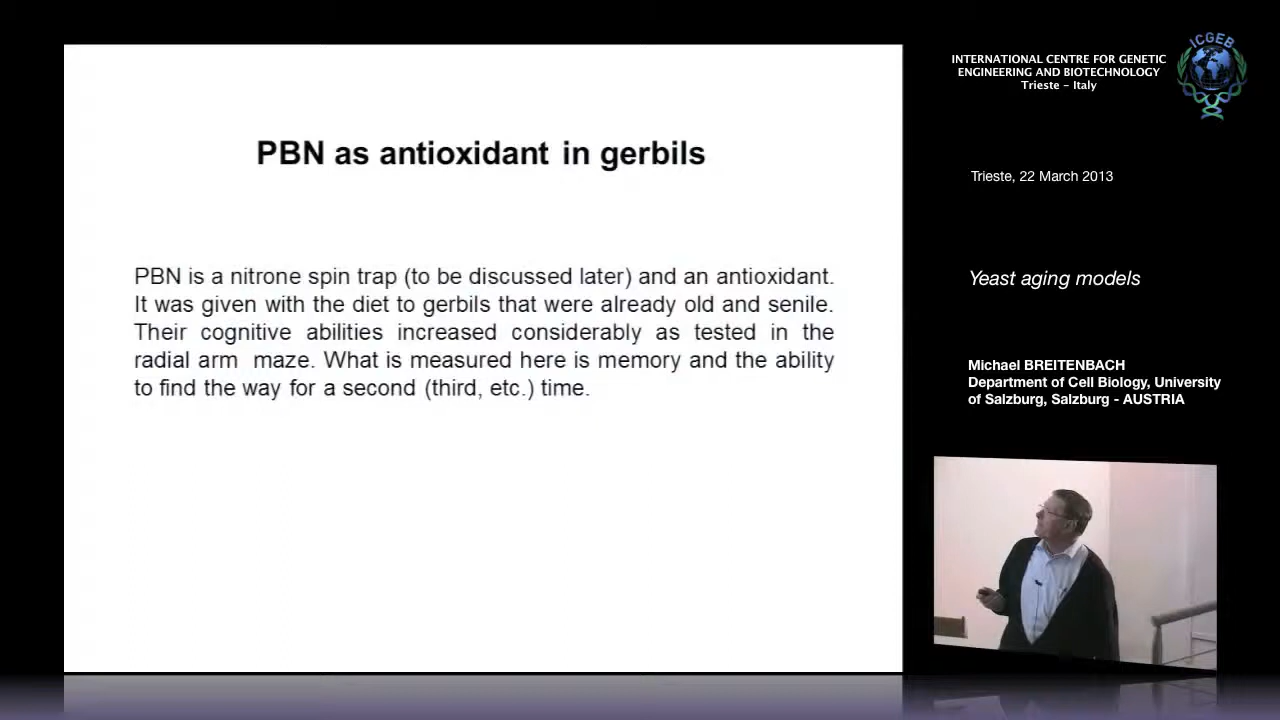 PBN as antioxidant in gerbils
PBN is a nitrone spin trap (to be discussed later) and an antioxidant.
It was given with the diet to gerbils that were already old and senile.
Their cognitive abilities increased considerably as tested in the
radial arm maze. What is measured here is memory and the ability
to find the way for a second (third, etc.) time.
INTERNATIONAL CENTRE FOR GENETIC
ENGINEERING AND BIOTECHNOLOGY
Trieste - Italy
ICGEB
Trieste, 22 March 2013
Yeast aging models
Michael BREITENBACH
Department of Cell Biology, University
of Salzburg, Salzburg - AUSTRIA